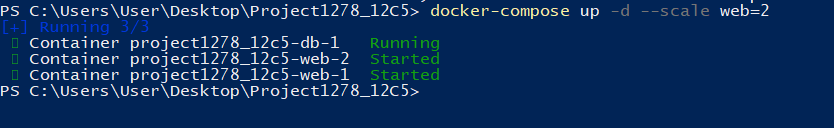 PS C:\Users\User\Desktop\Project1278_12C5> docker-compose up -d --scale web=2
[+] Running 3/3
Container project1278_12c5-db-1 Running
Container project1278_12c5-web-2 Started
Container project1278_12c5-web-1 Started
PS C:\Users\User\Desktop\Project1278_12C5>